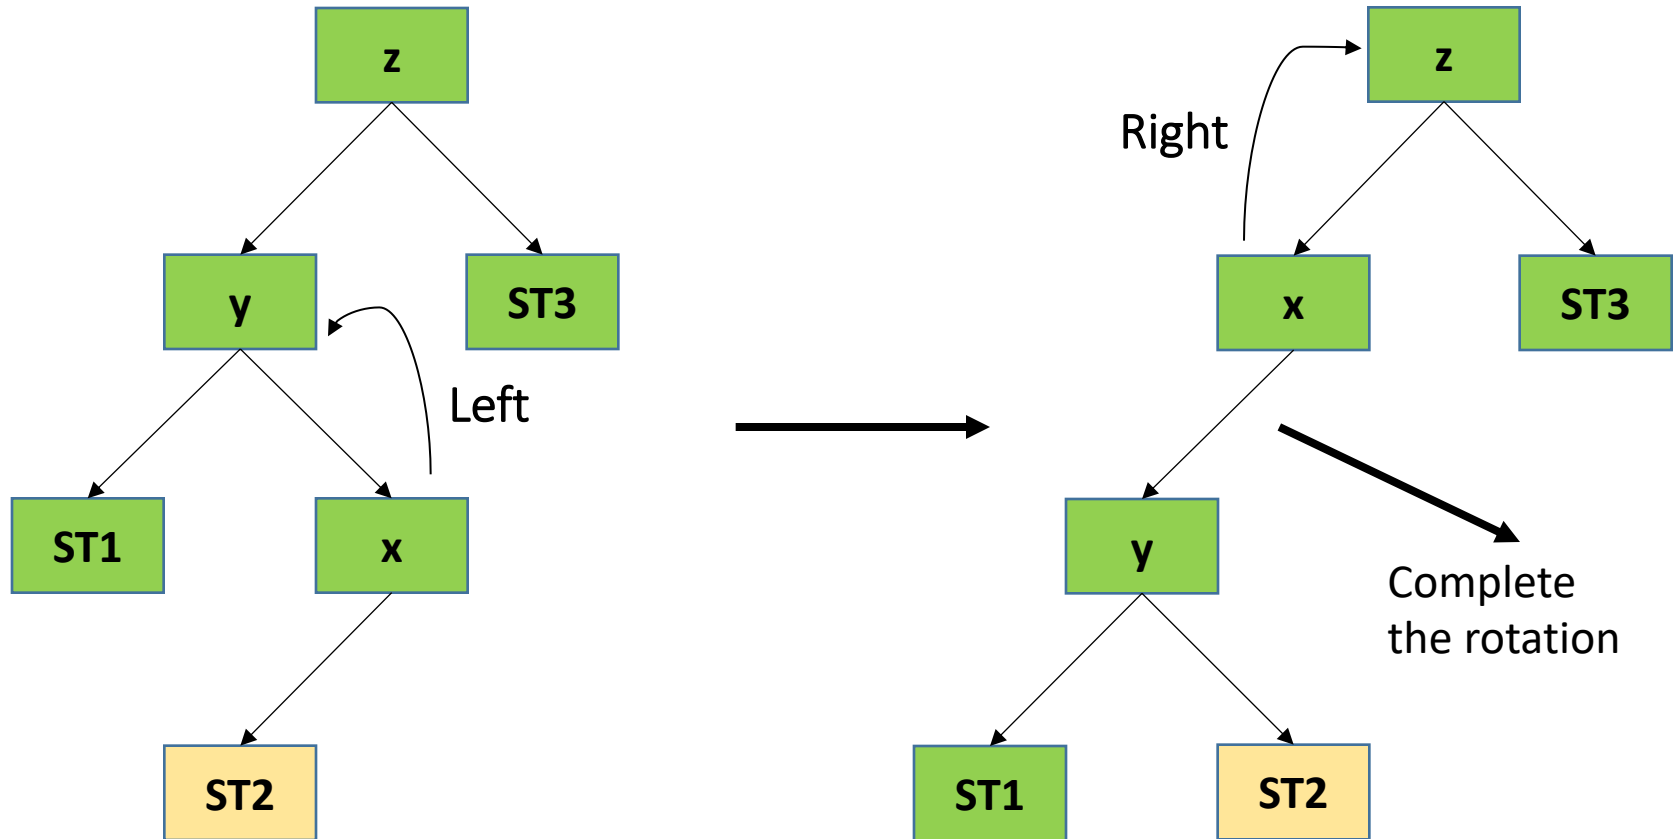 z
y
ST3
Left
ST1
x
ST2
z
Right
x
ST3
y
Complete
the rotation
ST1
ST2